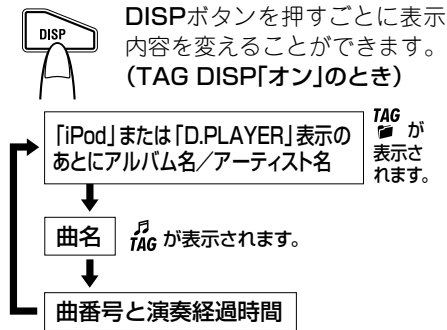 DISP
DISPボタンを押すごとに表示
内容を変えることができます。
(TAG DISP「オン」のとき)
「iPod」または「D.PLAYER」表示の
あとにアルバム名／アーティスト名
TAG
が
表示さ
れます。
曲名
TAG が表示されます。
曲番号と演奏経過時間